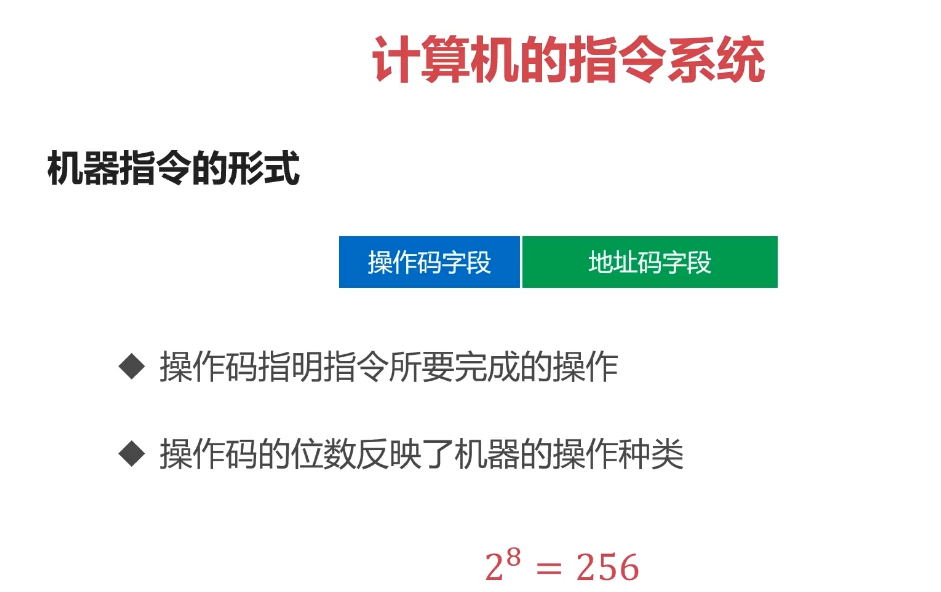 计算机的指令系统
机器指令的形式
操作码字段 地址码字段
◆ 操作码指明指令所要完成的操作
◆ 操作码的位数反映了机器的操作种类
2⁸ = 256